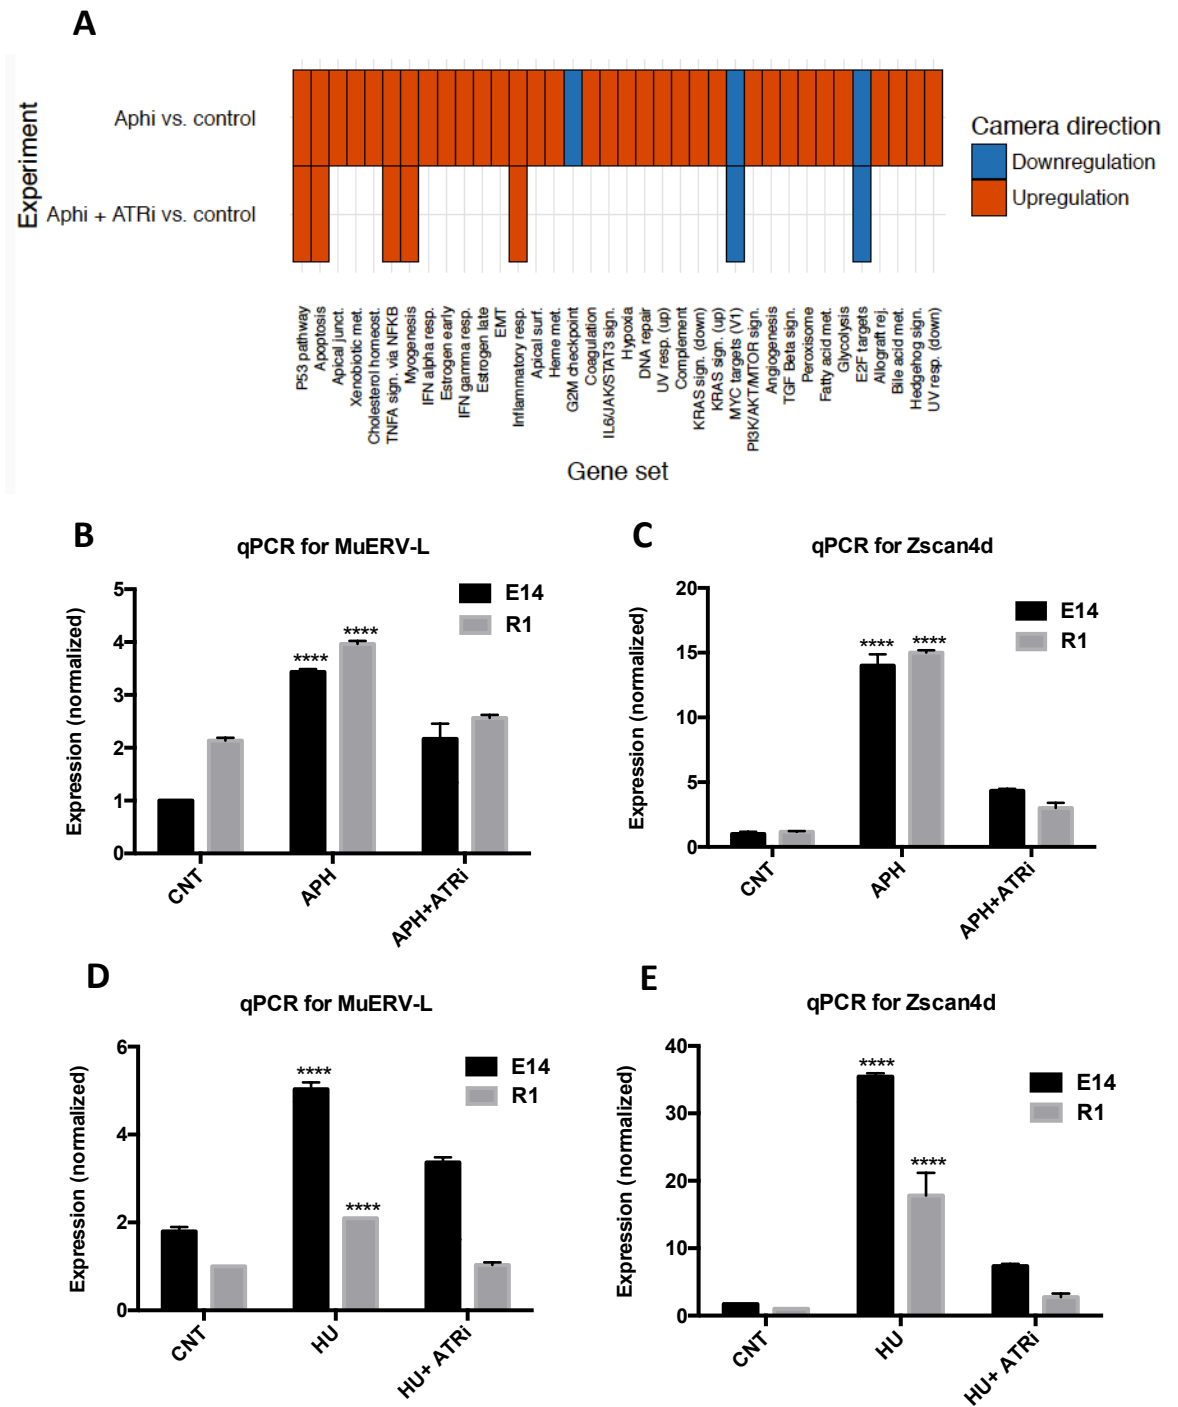 A
Experiment
Aphi vs. control
Aphi + ATRi vs. control
Camera direction
Downregulation
Upregulation
P53 pathway
Apoptosis
Apical junct.
Xenobiotic met.
Cholesterol homeost.
TNFA sign. via NFKB
Myogenesis
IFN alpha resp.
Estrogen early
IFN gamma resp.
Estrogen late
EMT
Inflammatory resp.
Apical surf.
Heme met.
G2M checkpoint
Coagulation
IL6/JAK/STAT3 sign.
Hypoxia
DNA repair
UV resp. (up)
Complement
KRAS sign. (down)
KRAS sign. (up)
MYC targets (V1)
PI3K/AKT/MTOR sign.
Angiogenesis
TGF Beta sign.
Peroxisome
Fatty acid met.
Glycolysis
E2F targets
Allograft rej.
Bile acid met.
Hedgehog sign.
UV resp. (down)
Gene set
B
qPCR for MuERV-L
Expression (normalized)
5
4
3
2
1
0
E14
R1
****
****
CNT
APH
APH+ATRi
C
qPCR for Zscan4d
Expression (normalized)
20
15
10
5
0
E14
R1
****
****
CNT
APH
APH+ATRi
D
qPCR for MuERV-L
Expression (normalized)
6
4
2
0
E14
R1
****
****
CNT
HU
HU+ ATRi
E
qPCR for Zscan4d
Expression (normalized)
40
30
20
10
0
E14
R1
****
****
CNT
HU
HU+ ATRi